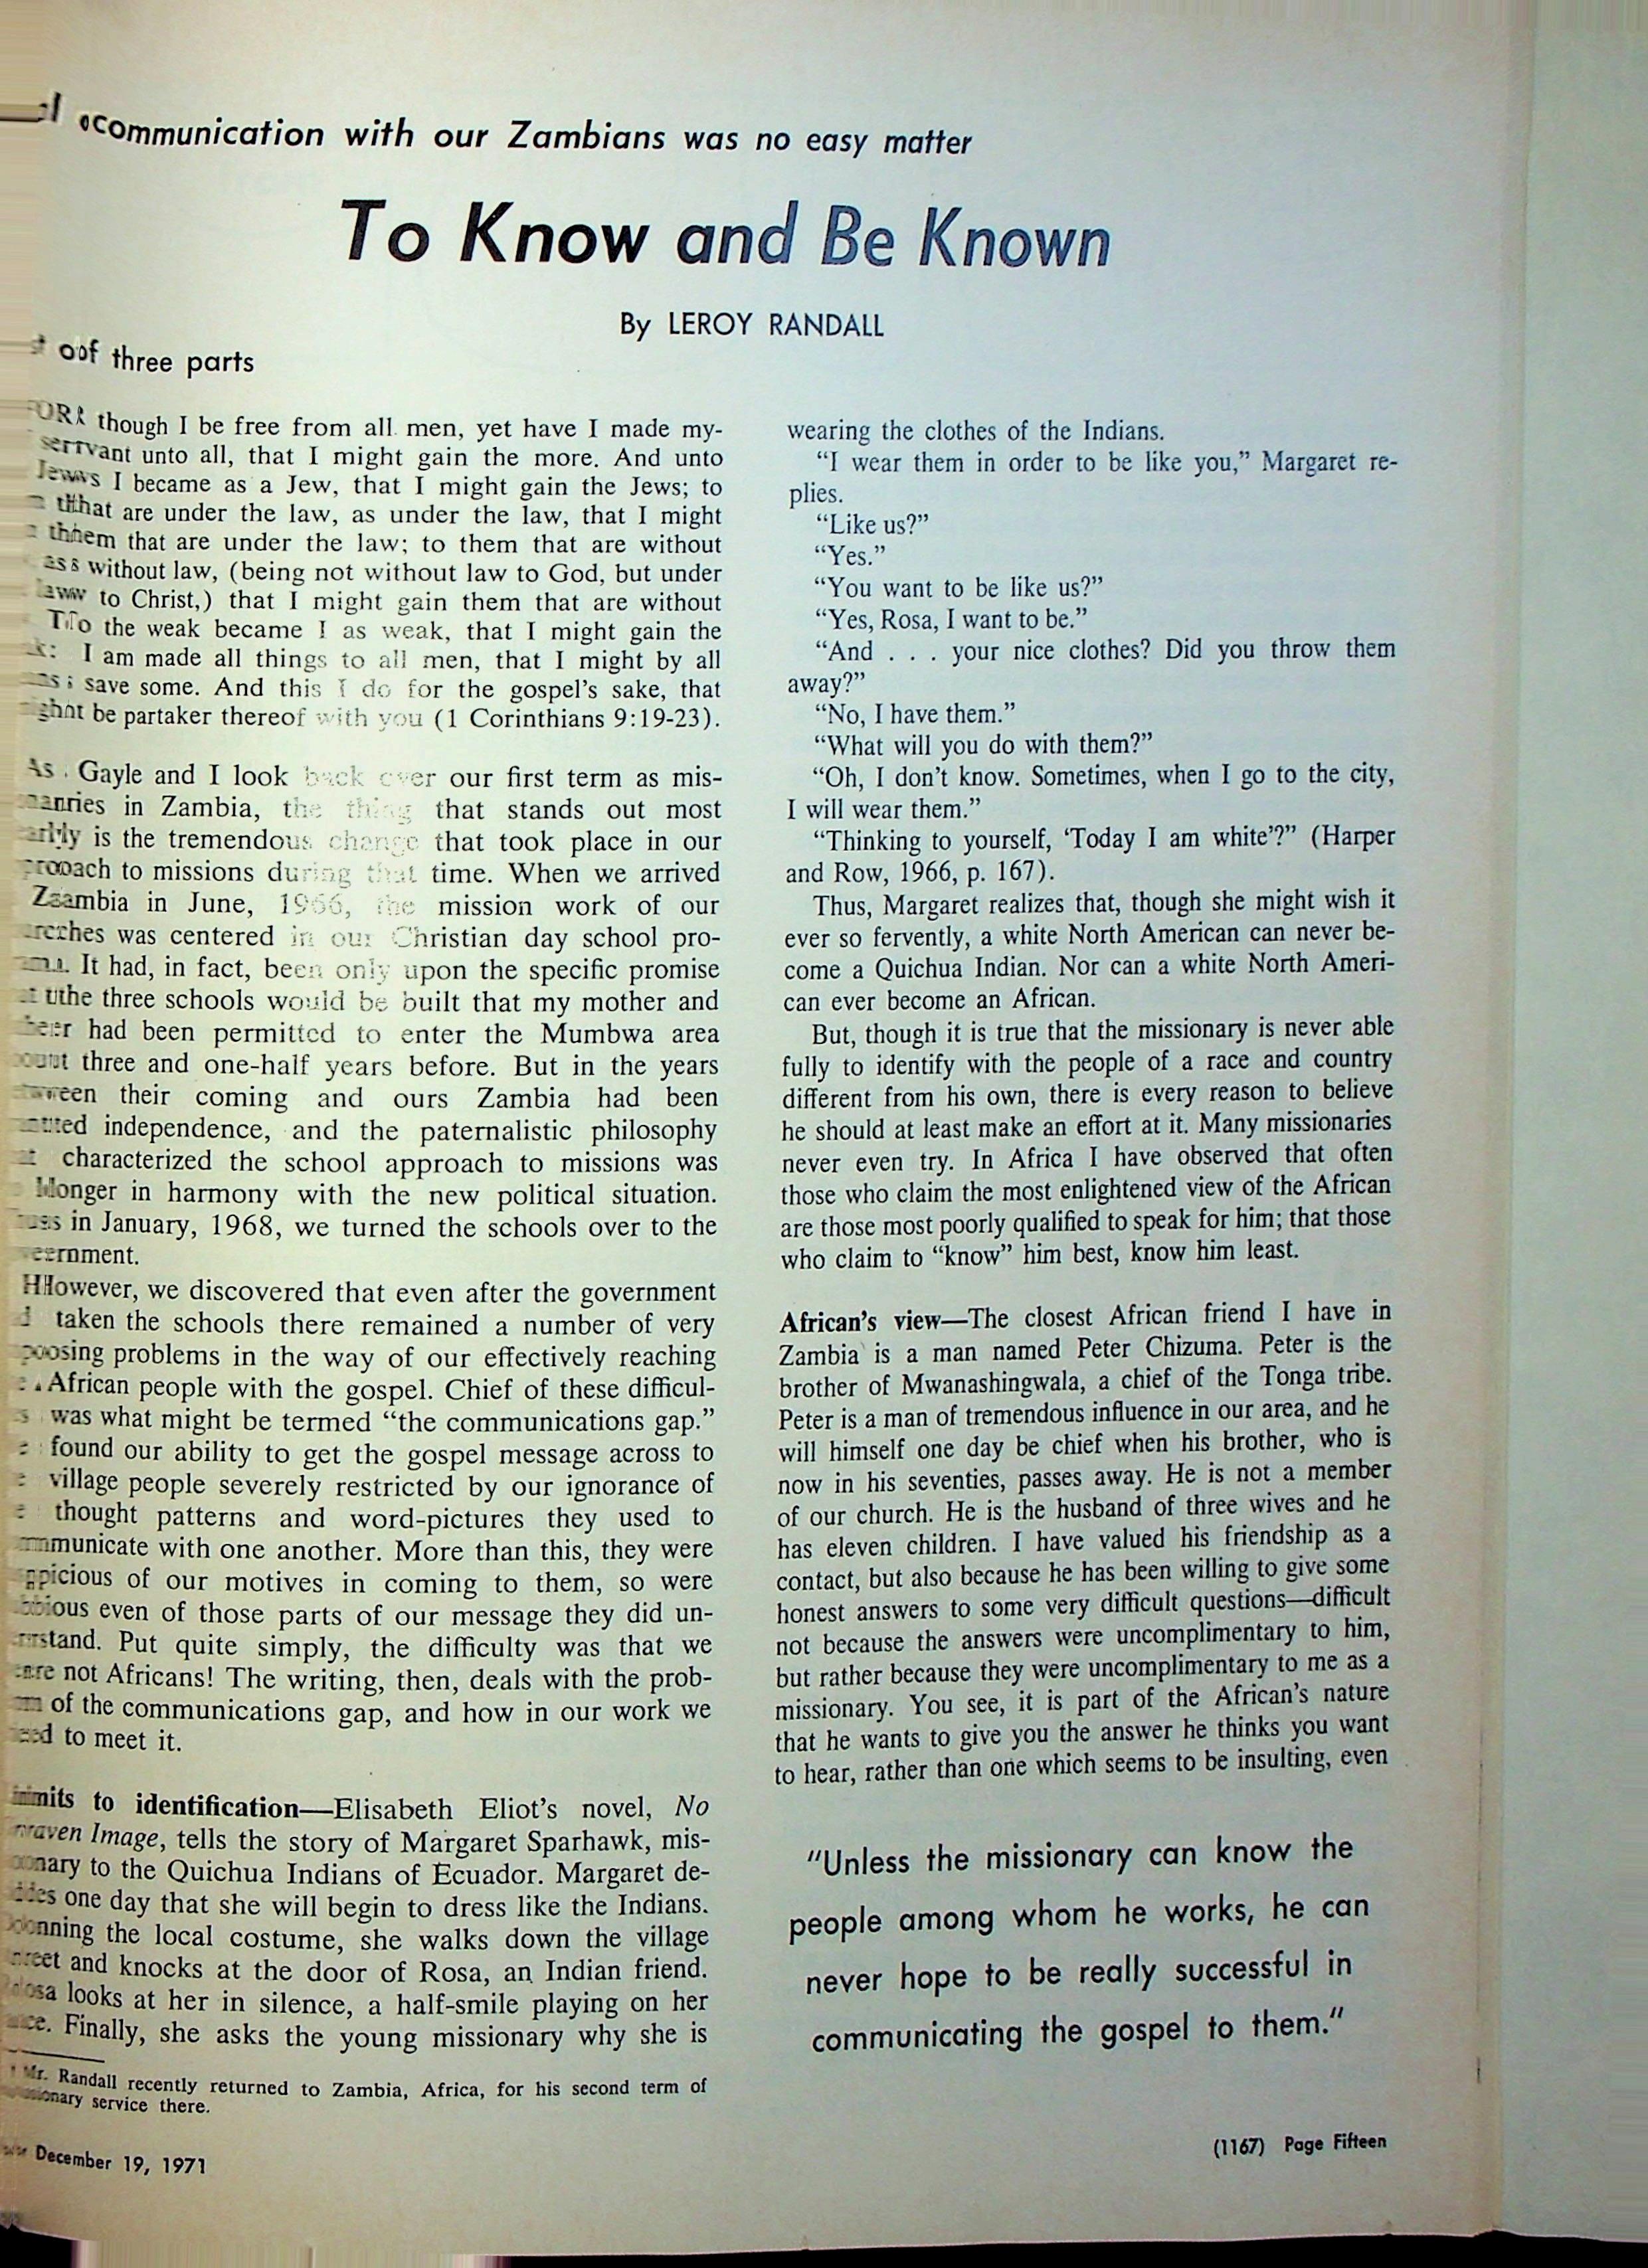 communication with our Zambians was no easy matter
To Know and Be Known
By LEROY RANDALL
of three parts
though I be free from all men, yet have I made my-
servant unto all, that I might gain the more. And unto
Jews I became as a Jew, that I might gain the Jews; to
that are under the law, as under the law, that I might
them that are under the law; to them that are without
as without law, (being not without law to God, but under
law to Christ,) that I might gain them that are without
To the weak became I as weak, that I might gain the
I am made all things to all men, that I might by all
save some. And this I do for the gospel's sake, that
be partaker thereof with you (1 Corinthians 9:19-23).
As Gayle and I look back over our first term as mis-
in Zambia, the thing that stands out most
is the tremendous change that took place in our
to missions during that time. When we arrived
Zambia in June, 1966, the mission work of our
was centered in our Christian day school pro-
It had, in fact, been only upon the specific promise
the three schools would be built that my mother and
had been permitted to enter the Mumbwa area
three and one-half years before. But in the years
their coming and ours Zambia had been
independence, and the paternalistic philosophy
characterized the school approach to missions was
longer in harmony with the new political situation.
in January, 1968, we turned the schools over to the
ernment.
However, we discovered that even after the government
taken the schools there remained a number of very
posing problems in the way of our effectively reaching
African people with the gospel. Chief of these difficul-
was what might be termed "the communications gap."
found our ability to get the gospel message across to
village people severely restricted by our ignorance of
thought patterns and word-pictures they used to
municate with one another. More than this, they were
picious of our motives in coming to them, so were
even of those parts of our message they did un-
stand. Put quite simply, the difficulty was that we
not Africans! The writing, then, deals with the prob-
of the communications gap, and how in our work we
to meet it.
to identification—Elisabeth Eliot's novel, No
Image, tells the story of Margaret Sparhawk, mis-
to the Quichua Indians of Ecuador. Margaret de-
one day that she will begin to dress like the Indians.
the local costume, she walks down the village
and knocks at the door of Rosa, an Indian friend.
Rosa looks at her in silence, a half-smile playing on her
Finally, she asks the young missionary why she is
Mr. Randall recently returned to Zambia, Africa, for his second term of
service there.
December 19, 1971
wearing the clothes of the Indians.
"I wear them in order to be like you," Margaret re-
plies.
"Like us?"
"Yes."
"You want to be like us?"
"Yes, Rosa, I want to be."
"And . . . your nice clothes? Did you throw them
away?"
"No, I have them."
"What will you do with them?"
"Oh, I don't know. Sometimes, when I go to the city,
I will wear them."
"Thinking to yourself, 'Today I am white'?" (Harper
and Row, 1966, p. 167).
Thus, Margaret realizes that, though she might wish it
ever so fervently, a white North American can never be-
come a Quichua Indian. Nor can a white North Ameri-
can ever become an African.
But, though it is true that the missionary is never able
fully to identify with the people of a race and country
different from his own, there is every reason to believe
he should at least make an effort at it. Many missionaries
never even try. In Africa I have observed that often
those who claim the most enlightened view of the African
are those most poorly qualified to speak for him; that those
who claim to "know" him best, know him least.
African's view—The closest African friend I have in
Zambia is a man named Peter Chizuma. Peter is the
brother of Mwanashingwala, a chief of the Tonga tribe.
Peter is a man of tremendous influence in our area, and he
will himself one day be chief when his brother, who is
now in his seventies, passes away. He is not a member
of our church. He is the husband of three wives and he
has eleven children. I have valued his friendship as a
contact, but also because he has been willing to give some
honest answers to some very difficult questions—difficult
not because the answers were uncomplimentary to him,
but rather because they were uncomplimentary to me as a
missionary. You see, it is part of the African's nature
that he wants to give you the answer he thinks you want
to hear, rather than one which seems to be insulting, even
"Unless the missionary can know the
people among whom he works, he can
never hope to be really successful in
communicating the gospel to them."
(1167) Page Fifteen